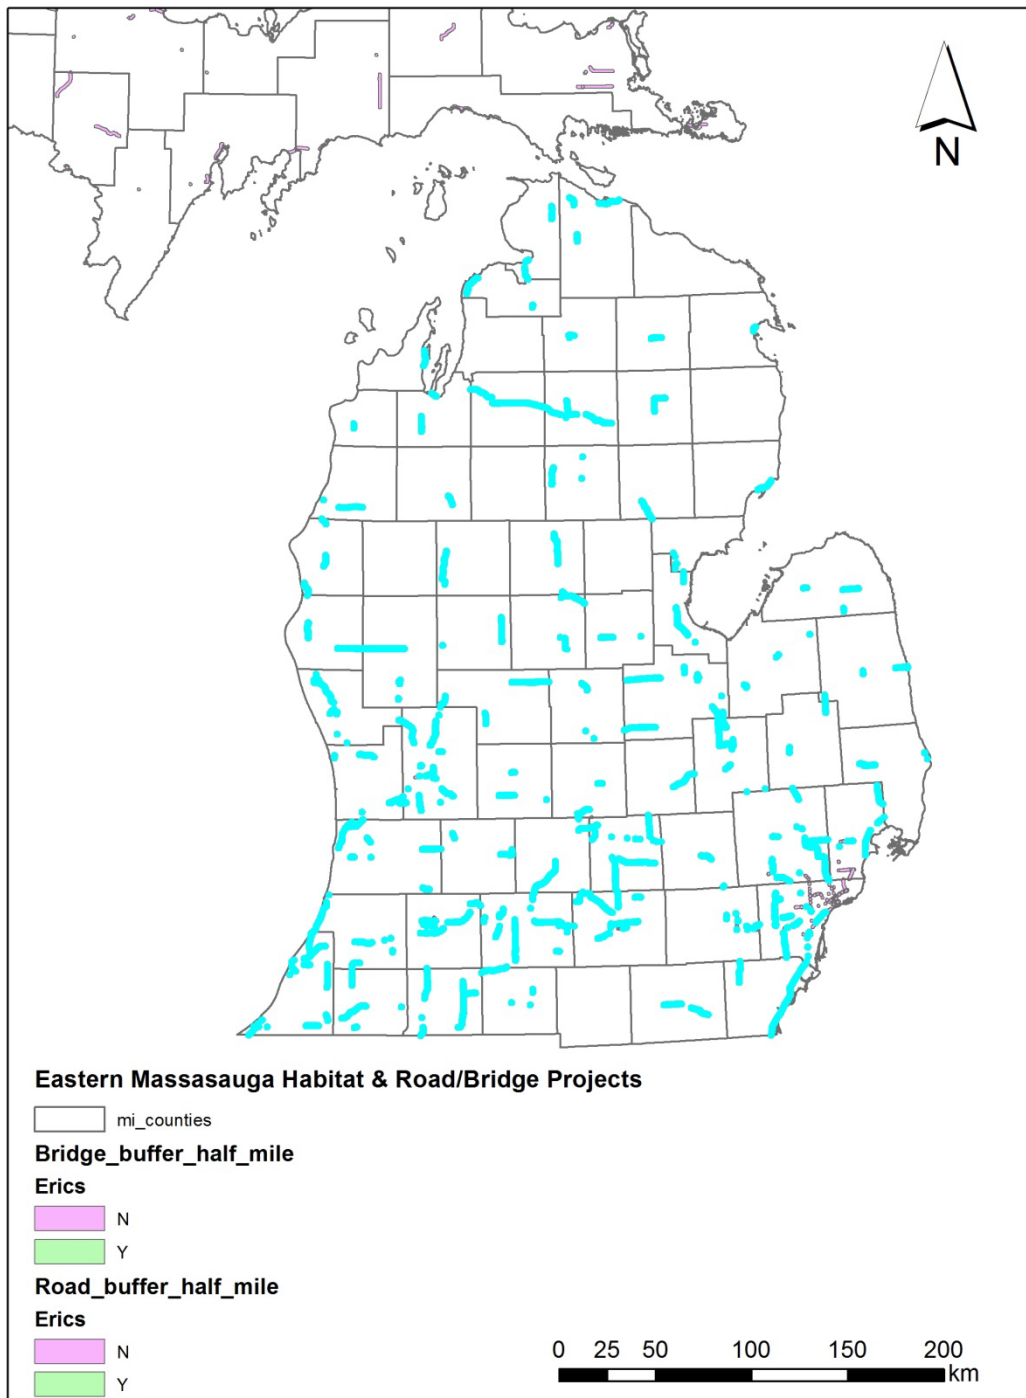 N
Eastern Massasauga Habitat & Road/Bridge Projects
mi_counties
Bridge_buffer_half_mile
Erics
N
Y
Road_buffer_half_mile
Erics
N
Y
0 25 50 100 150 200
km